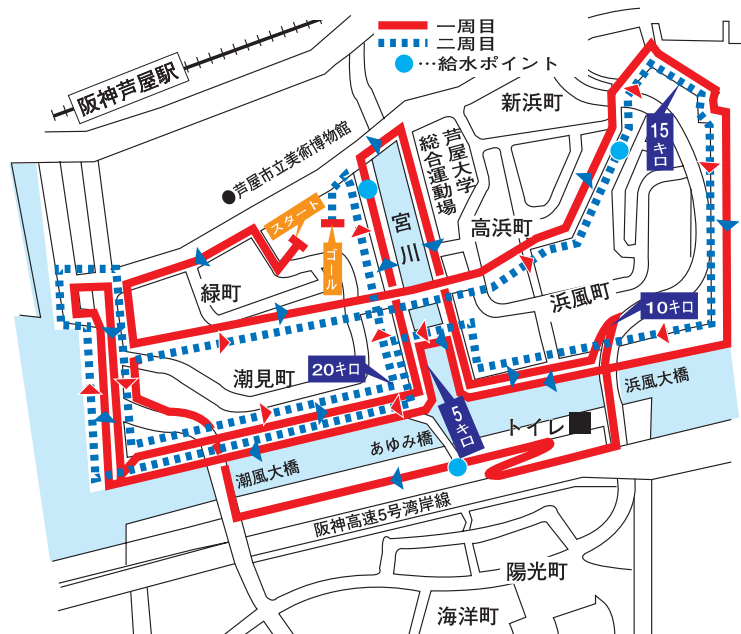 一周目
二周目
…給水ポイント
阪神芦屋駅
新浜町
15キロ
芦屋市立美術博物館
芦屋大学
総合運動場
宮川
スタート
ゴール
高浜町
緑町
浜風町
10キロ
潮見町
20キロ
浜風大橋
5キロ
トイレ
あゆみ橋
潮風大橋
阪神高速5号湾岸線
陽光町
海洋町